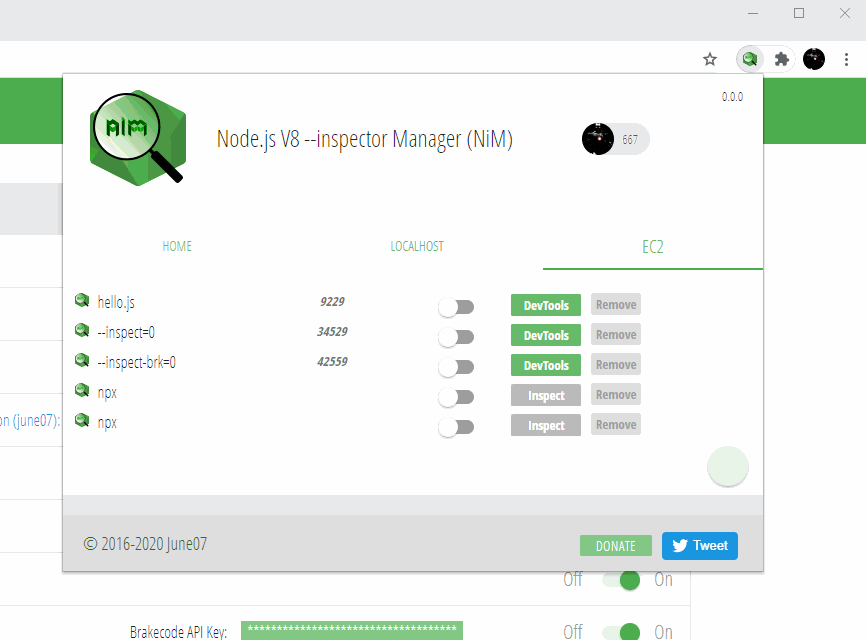 0.0.0
NiM
Node.js V8 --inspector Manager (NiM)
667
HOME LOCALHOST EC2
hello.js 9229 DevTools Remove
--inspect=0 34529 DevTools Remove
--inspect-brk=0 42559 DevTools Remove
npx Inspect Remove
on (june07):
npx Inspect Remove
© 2016-2020 June07
DONATE Tweet
Off On
Brakecode API Key: ************************************ Off On